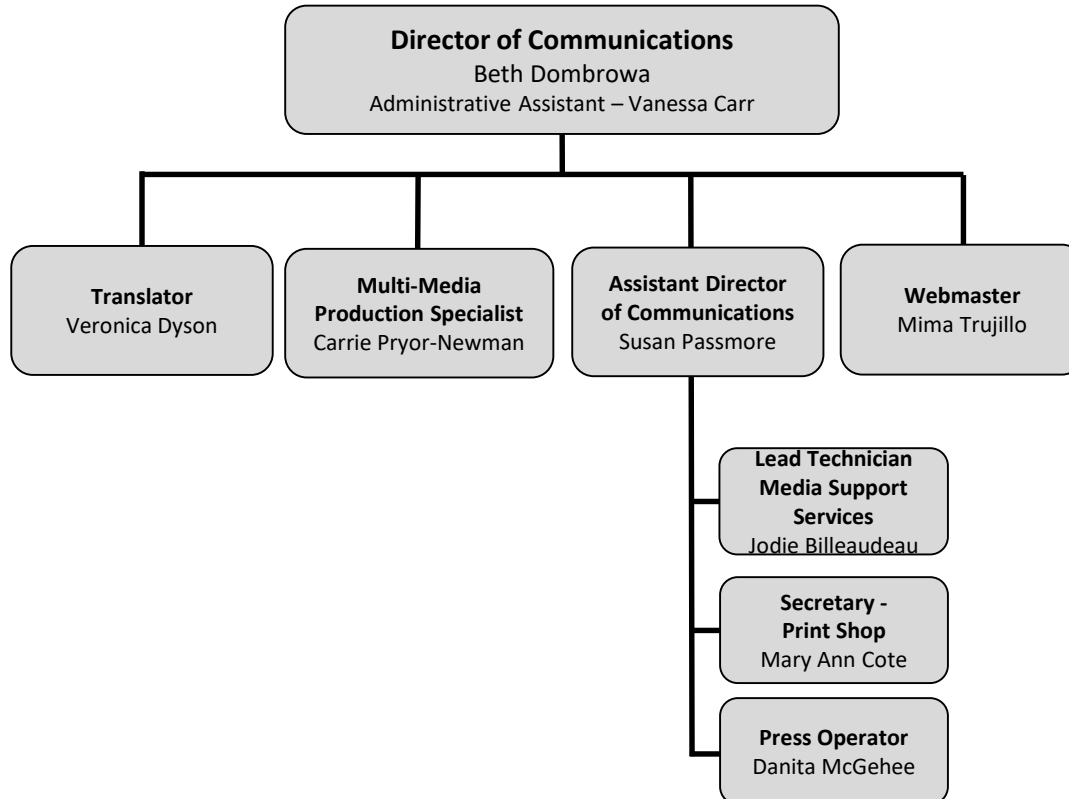 Director of Communications
Beth Dombrowa
Administrative Assistant – Vanessa Carr
Translator
Veronica Dyson
Multi-Media
Production Specialist
Carrie Pryor-Newman
Assistant Director
of Communications
Susan Passmore
Webmaster
Mima Trujillo
Lead Technician
Media Support
Services
Jodie Billeaudeau
Secretary -
Print Shop
Mary Ann Cote
Press Operator
Danita McGehee